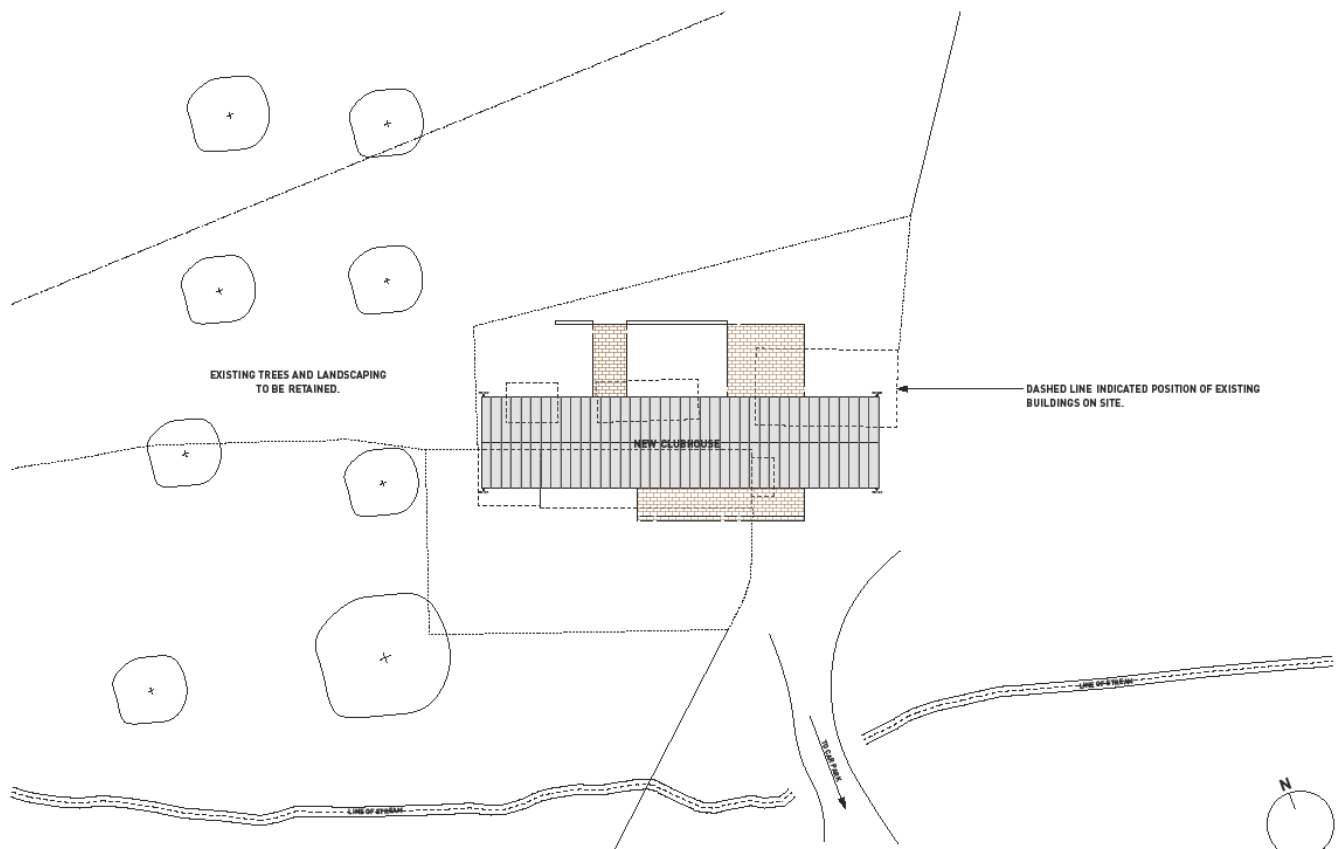 EXISTING TREES AND LANDSCAPING
TO BE RETAINED.
DASHED LINE INDICATED POSITION OF EXISTING
BUILDINGS ON SITE.
NEW CLUBHOUSE
LINE OF STREAM
TO CAR PARK
N
LINE OF STREAM